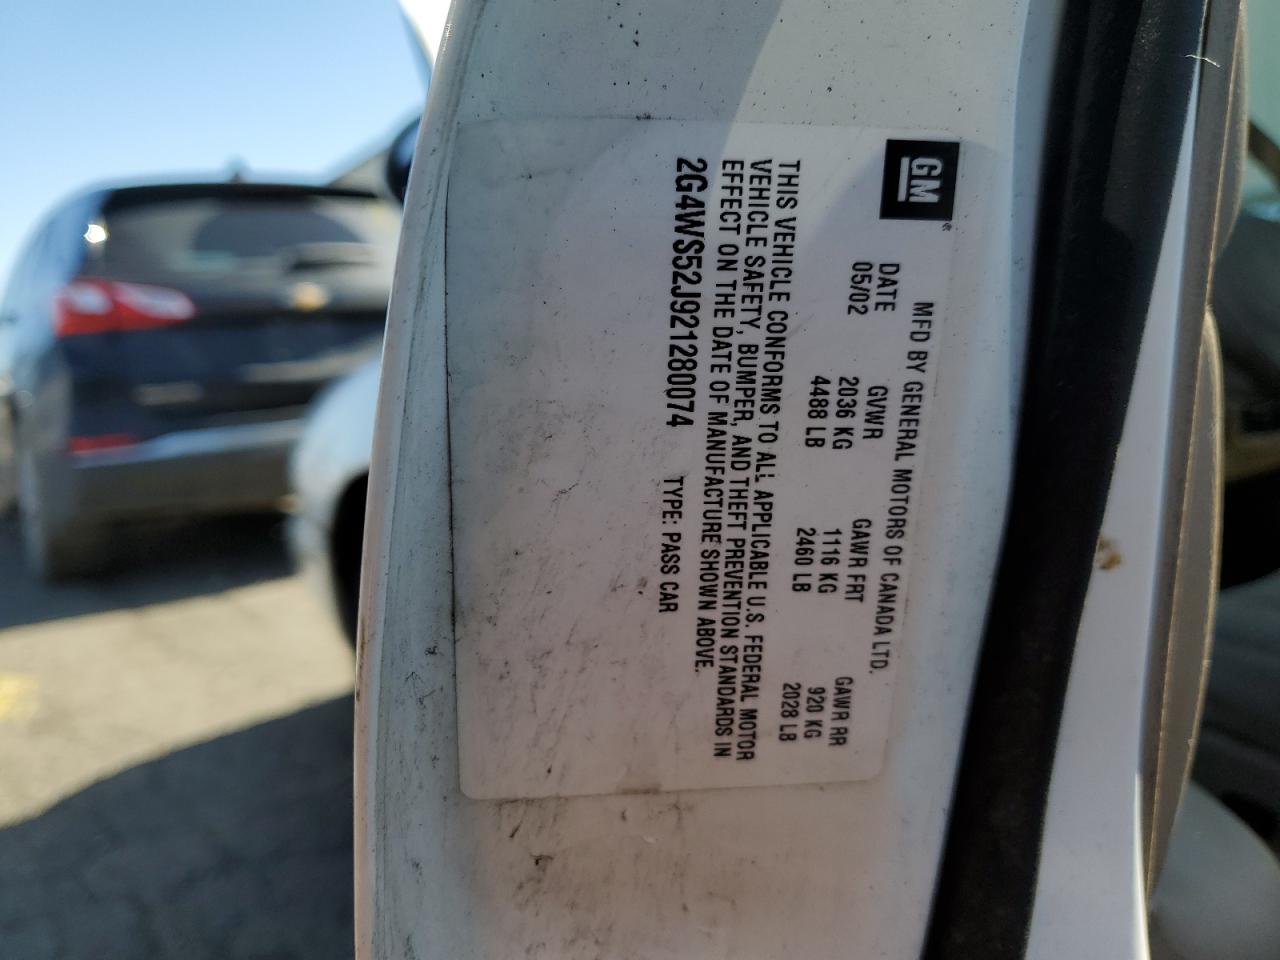 GM®
MFD BY GENERAL MOTORS OF CANADA LTD.
DATE GVWR GAWR FRT GAWR RR
05/02 2036 KG 1116 KG 920 KG
4488 LB 2460 LB 2028 LB
THIS VEHICLE CONFORMS TO ALL APPLICABLE U.S. FEDERAL MOTOR
VEHICLE SAFETY, BUMPER, AND THEFT PREVENTION STANDARDS IN
EFFECT ON THE DATE OF MANUFACTURE SHOWN ABOVE.
2G4WS52J921280074 TYPE: PASS CAR